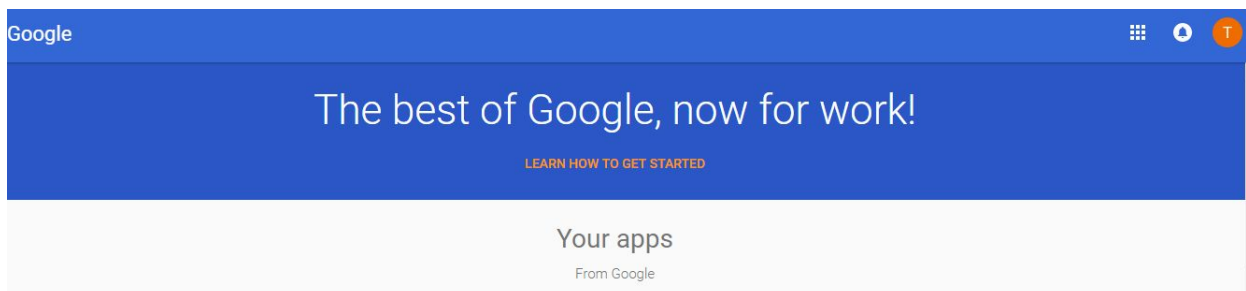 Google
T
The best of Google, now for work!
LEARN HOW TO GET STARTED
Your apps
From Google